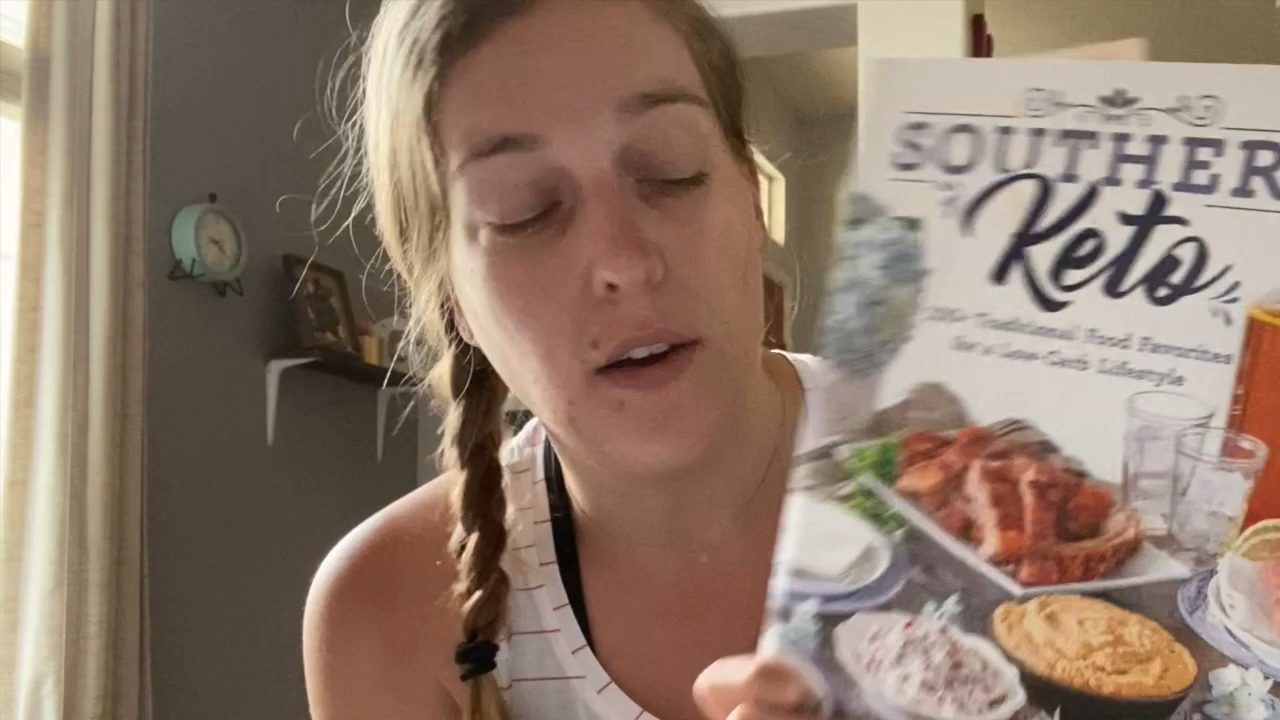 SOUTHER
Keto
Traditional Food Favorites
for a Low-Carb Lifestyle